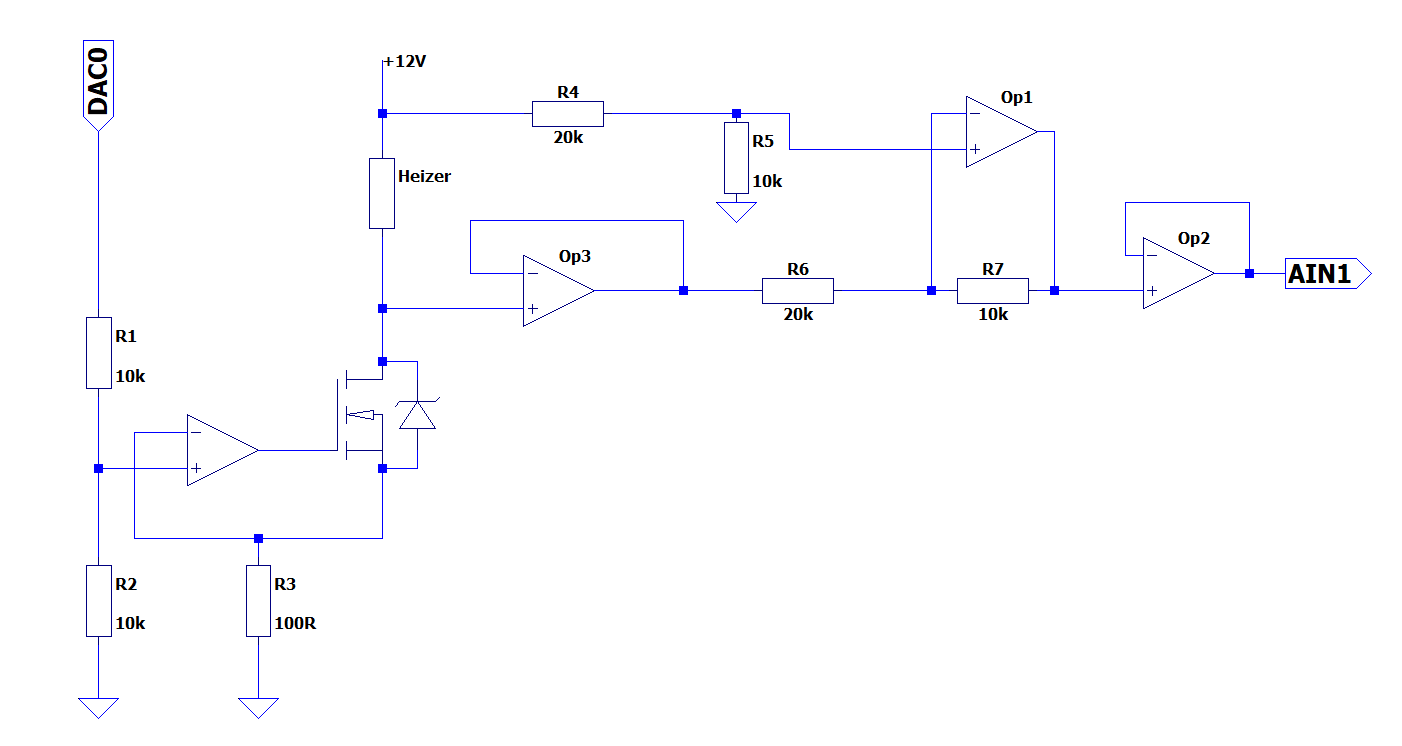 DAC0
+12V
R4
20k
Op1
R5
10k
Heizer
Op3
Op2
R6
20k
R7
10k
AIN1
R1
10k
R2
10k
R3
100R